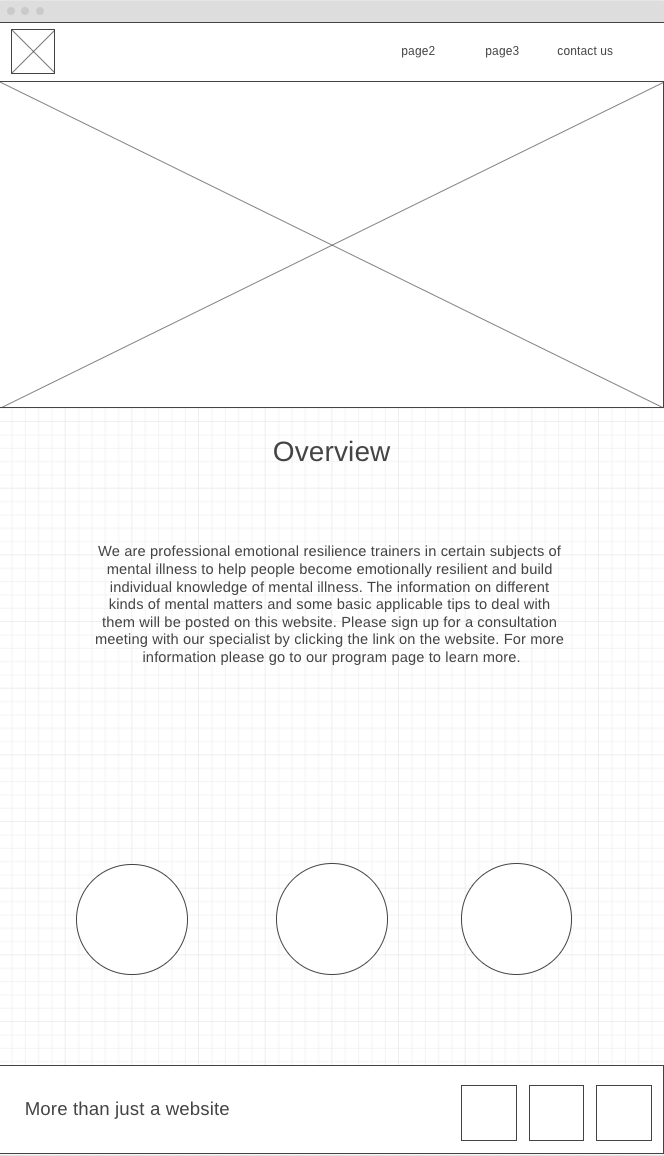 page2 page3 contact us
Overview
We are professional emotional resilience trainers in certain subjects of
mental illness to help people become emotionally resilient and build
individual knowledge of mental illness. The information on different
kinds of mental matters and some basic applicable tips to deal with
them will be posted on this website. Please sign up for a consultation
meeting with our specialist by clicking the link on the website. For more
information please go to our program page to learn more.
More than just a website